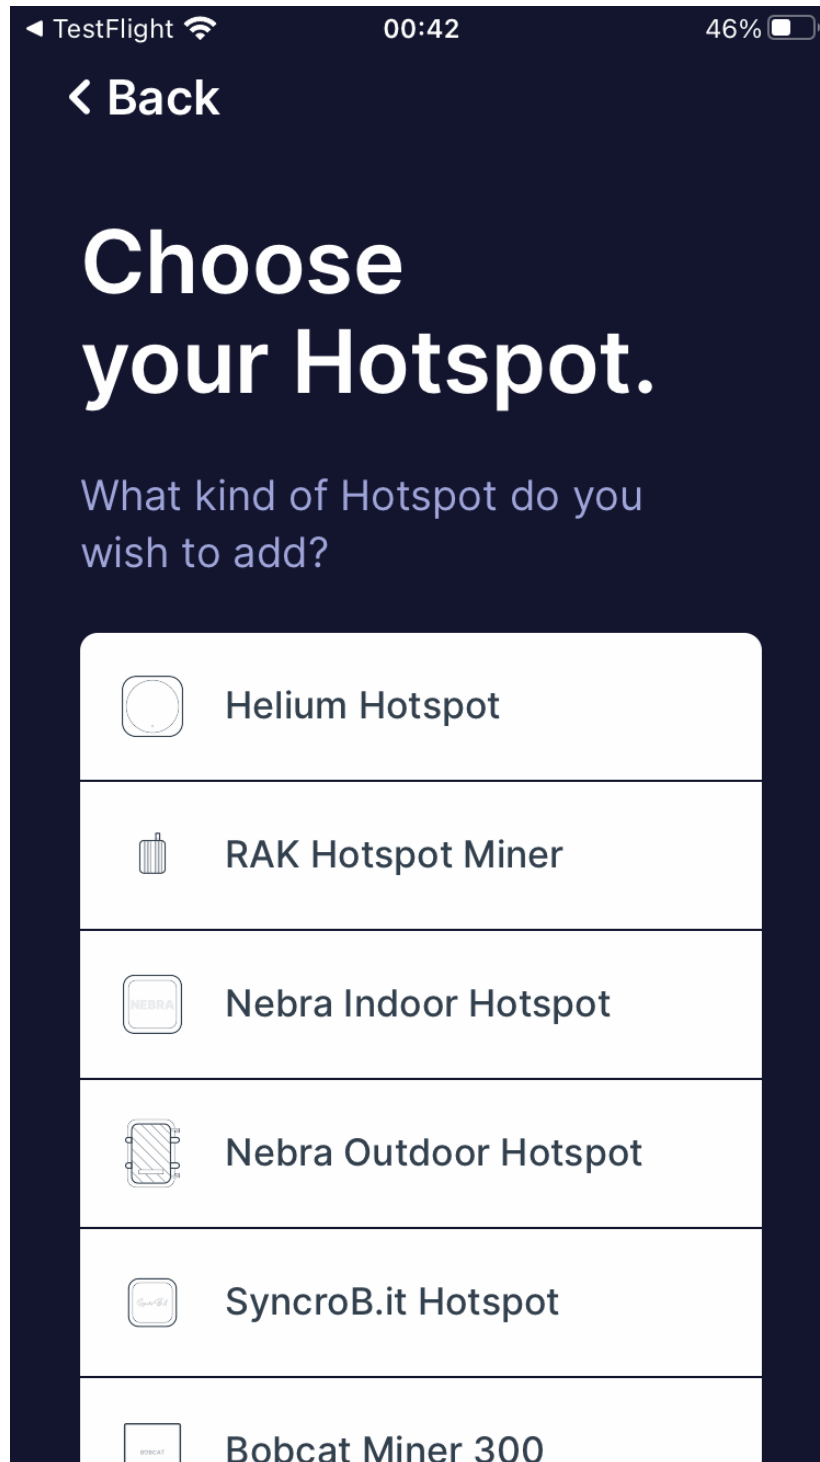 TestFlight 00:42 46%
Back
Choose
your Hotspot.
What kind of Hotspot do you
wish to add?
Helium Hotspot
RAK Hotspot Miner
NEBRA Nebra Indoor Hotspot
Nebra Outdoor Hotspot
SyncroB.it Hotspot
BOBCAT Bobcat Miner 300